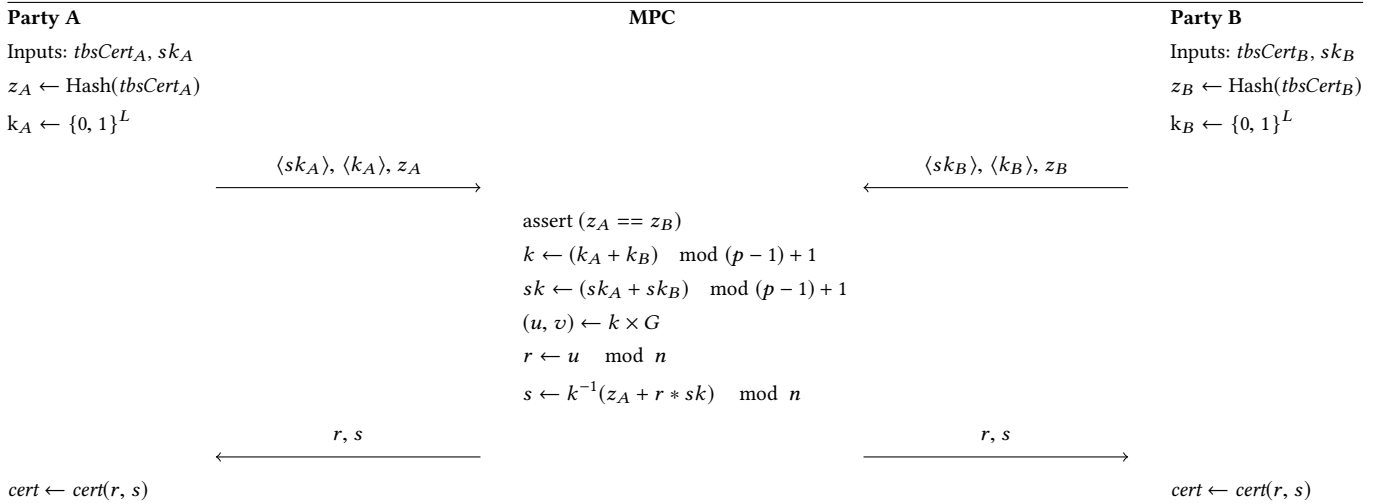 Party A MPC Party B
Inputs: tbsCert_A, sk_A Inputs: tbsCert_B, sk_B
z_A ← Hash(tbsCert_A) z_B ← Hash(tbsCert_B)
k_A ← {0, 1}^L k_B ← {0, 1}^L
⟨sk_A⟩, ⟨k_A⟩, z_A ⟨sk_B⟩, ⟨k_B⟩, z_B
assert (z_A == z_B)
k ← (k_A + k_B) mod (p − 1) + 1
sk ← (sk_A + sk_B) mod (p − 1) + 1
(u, v) ← k × G
r ← u mod n
s ← k^{−1}(z_A + r ∗ sk) mod n
r, s r, s
cert ← cert(r, s) cert ← cert(r, s)